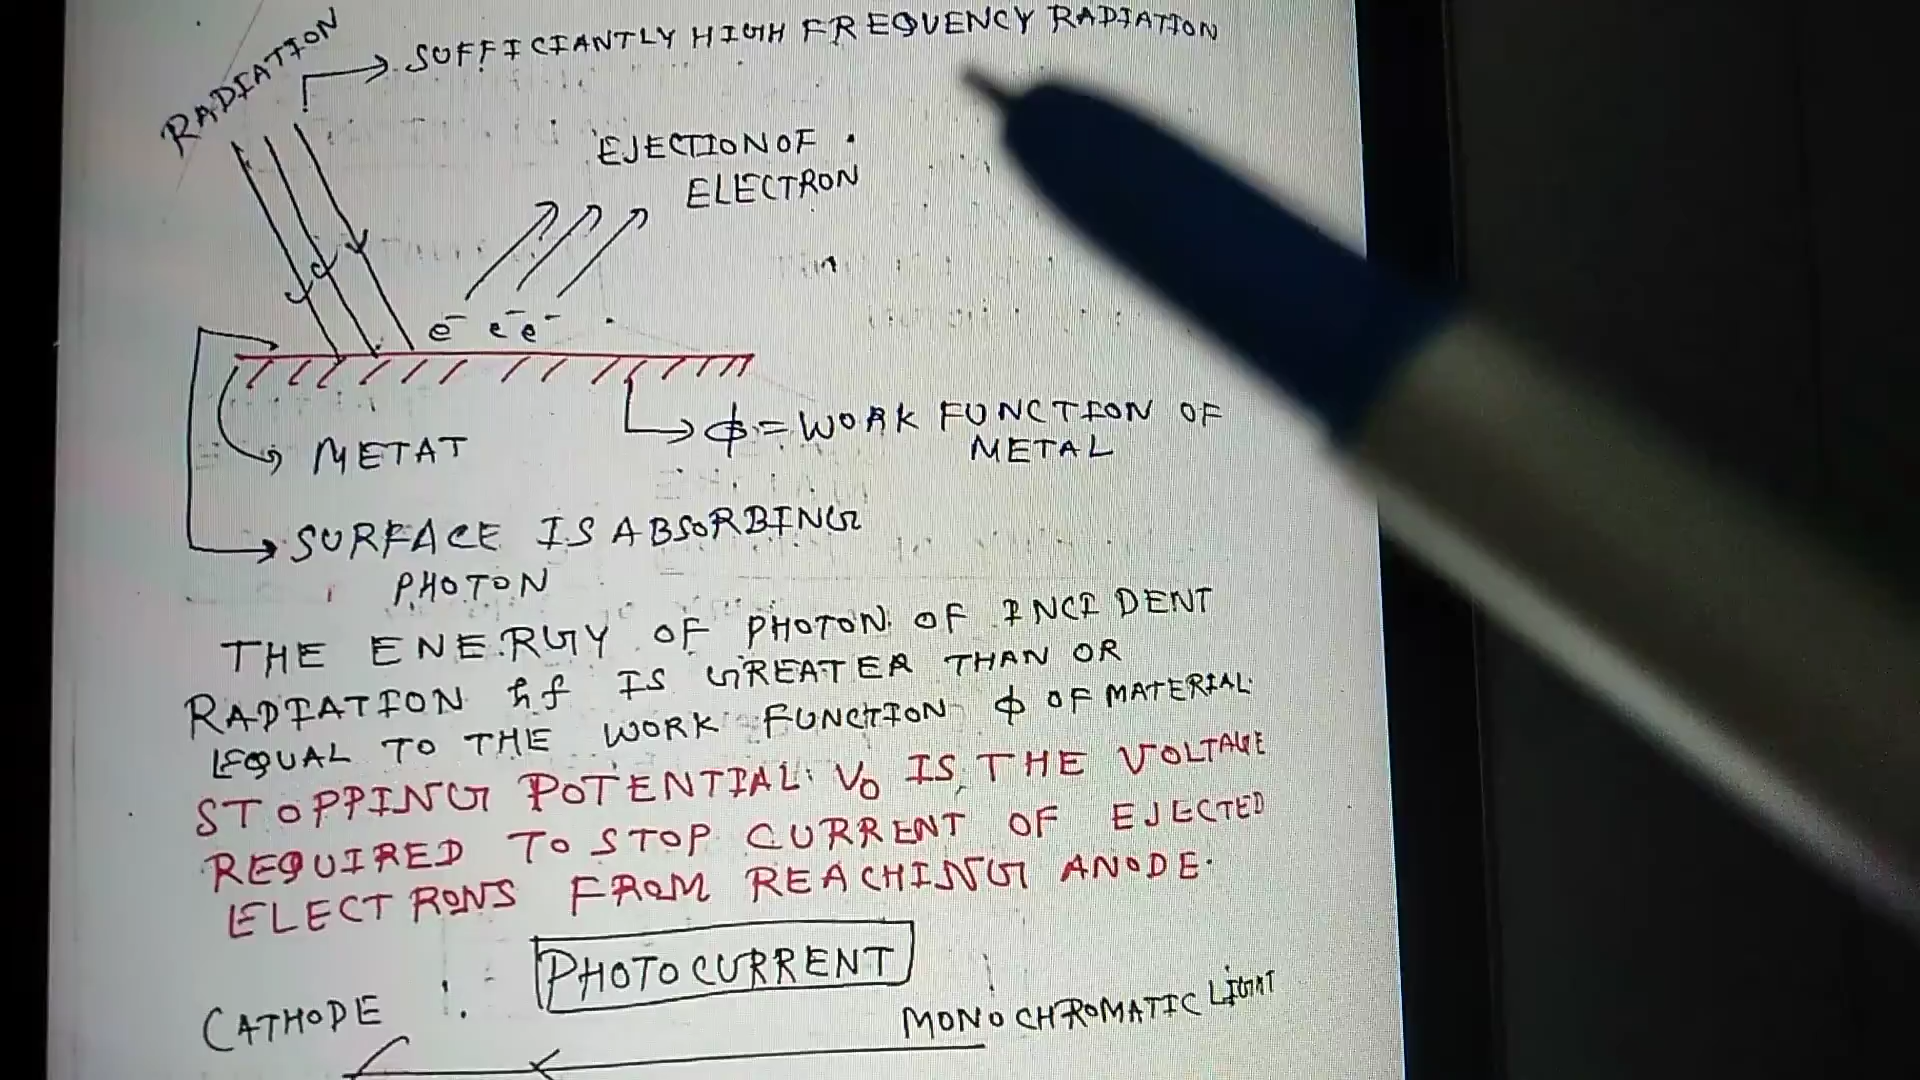 RADIATION
SUFFICIANTLY HIGH FREQUENCY RADIATION
EJECTION OF
ELECTRON
e⁻ e⁻ e⁻
METAT
ϕ = WORK FUNCTION OF
METAL
SURFACE IS ABSORBING
PHOTON
THE ENERGY OF PHOTON OF INCIDENT
RADIATION hf IS GREATER THAN OR
EQUAL TO THE WORK FUNCTION ϕ OF MATERIAL
STOPPING POTENTIAL V₀ IS THE VOLTAGE
REQUIRED TO STOP CURRENT OF EJECTED
ELECTRONS FROM REACHING ANODE.
PHOTOCURRENT
CATHODE
MONOCHROMATIC LIGHT